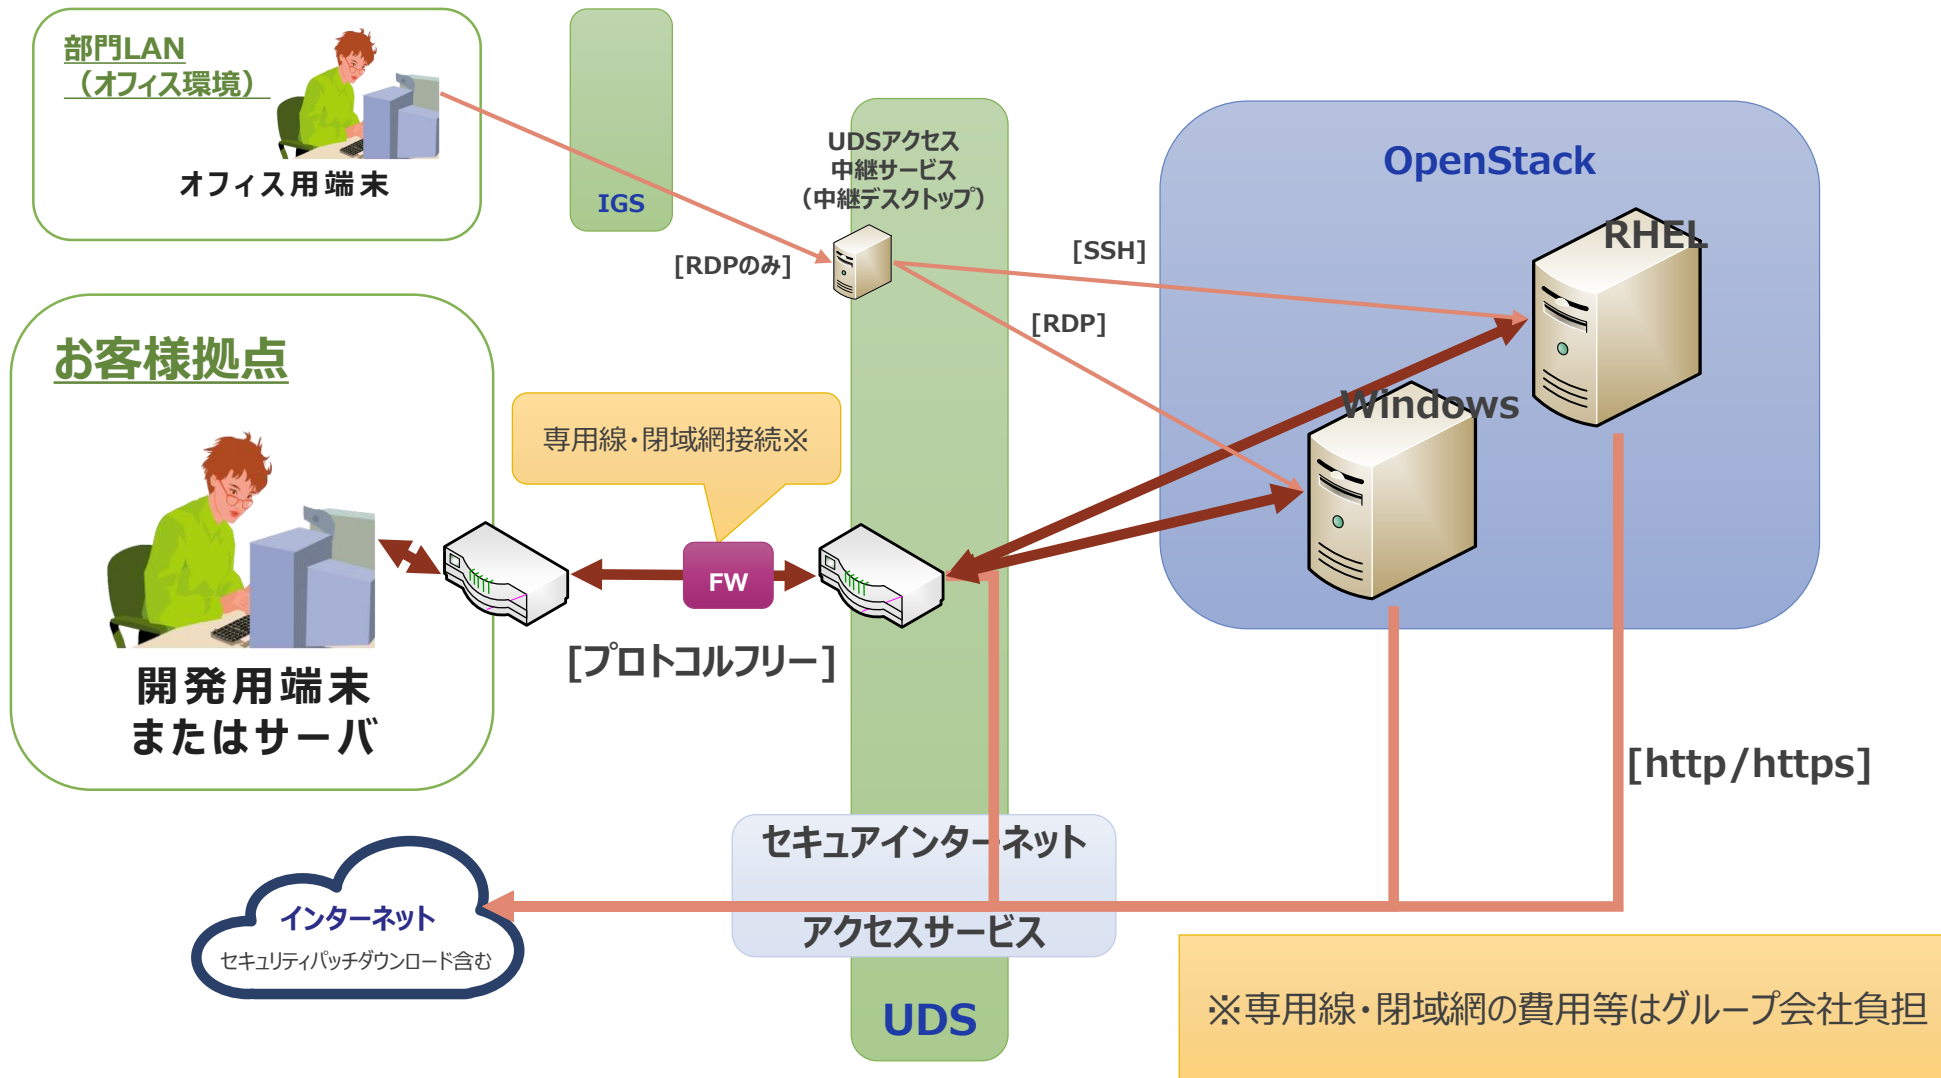 部門LAN
（オフィス環境）
オフィス用端末
IGS
UDSアクセス
中継サービス
（中継デスクトップ）
[RDPのみ]
[SSH]
[RDP]
OpenStack
RHEL
Windows
お客様拠点
専用線・閉域網接続※
FW
[プロトコルフリー]
開発用端末
またはサーバ
[http/https]
セキュアインターネット
アクセスサービス
インターネット
セキュリティパッチダウンロード含む
UDS
※専用線・閉域網の費用等はグループ会社負担